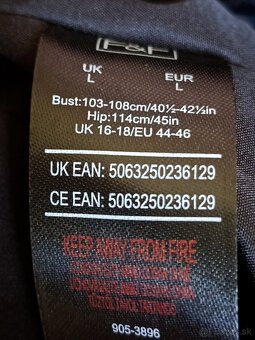 F&F
UK EUR
L L
Bust:103-108cm/40½-42½in
Hip:114cm/45in
UK 16-18/EU 44-46
UK EAN: 5063250236129
CE EAN: 5063250236129
KEEP AWAY FROM FIRE
905-3896